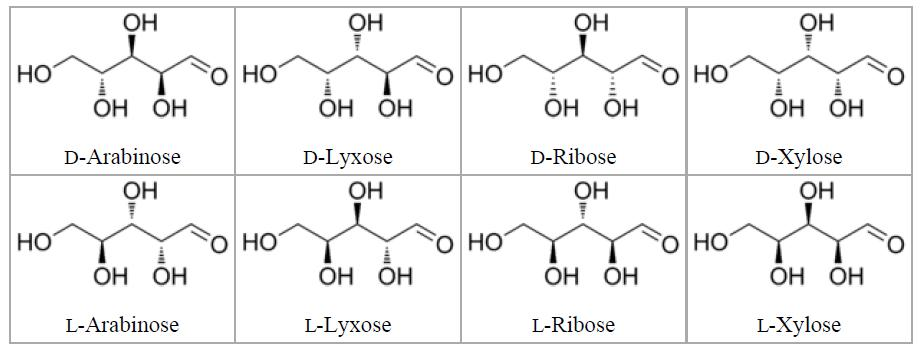 OH
HO O
OH OH
D-Arabinose
OH
HO O
OH OH
D-Lyxose
OH
HO O
OH OH
D-Ribose
OH
HO O
OH OH
D-Xylose
OH
HO O
OH OH
L-Arabinose
OH
HO O
OH OH
L-Lyxose
OH
HO O
OH OH
L-Ribose
OH
HO O
OH OH
L-Xylose